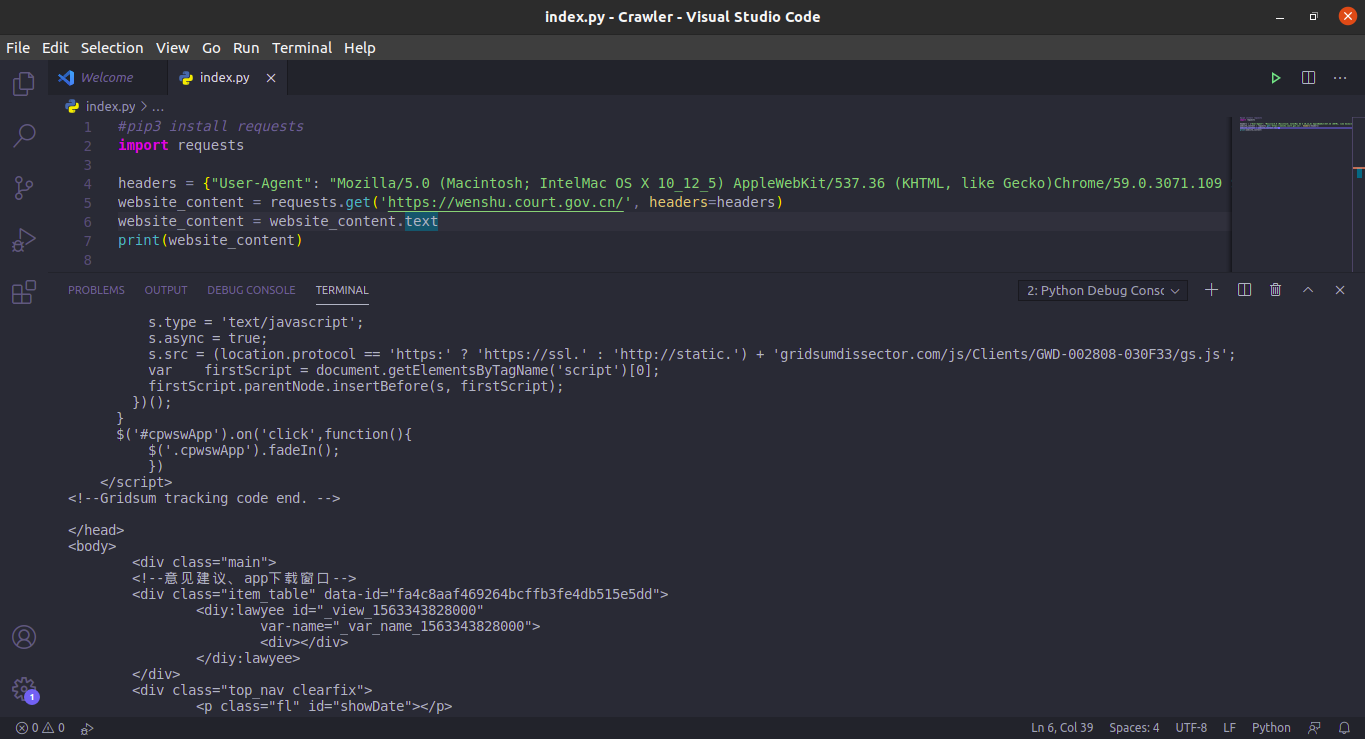 index.py - Crawler - Visual Studio Code
File Edit Selection View Go Run Terminal Help
Welcome index.py
index.py > ...
1 #pip3 install requests
2 import requests
3
4 headers = {"User-Agent": "Mozilla/5.0 (Macintosh; IntelMac OS X 10_12_5) AppleWebKit/537.36 (KHTML, like Gecko)Chrome/59.0.3071.109
5 website_content = requests.get('https://wenshu.court.gov.cn/', headers=headers)
6 website_content = website_content.text
7 print(website_content)
8
PROBLEMS OUTPUT DEBUG CONSOLE TERMINAL 2: Python Debug Consc
s.type = 'text/javascript';
s.async = true;
s.src = (location.protocol == 'https:' ? 'https://ssl.' : 'http://static.') + 'gridsumdissector.com/js/Clients/GWD-002808-030F33/gs.js';
var    firstScript = document.getElementsByTagName('script')[0];
firstScript.parentNode.insertBefore(s, firstScript);
})();
}
$('#cpwswApp').on('click',function(){
$('.cpwswApp').fadeIn();
})
</script>
<!--Gridsum tracking code end. -->
</head>
<body>
<div class="main">
<!--意见建议、app下载窗口-->
<div class="item_table" data-id="fa4c8aaf469264bcffb3fe4db515e5dd">
<diy:lawyee id="_view_1563343828000"
var-name="_var_name_1563343828000">
<div></div>
</diy:lawyee>
</div>
<div class="top_nav clearfix">
<p class="fl" id="showDate"></p>
1
0 0 Ln 6, Col 39 Spaces: 4 UTF-8 LF Python